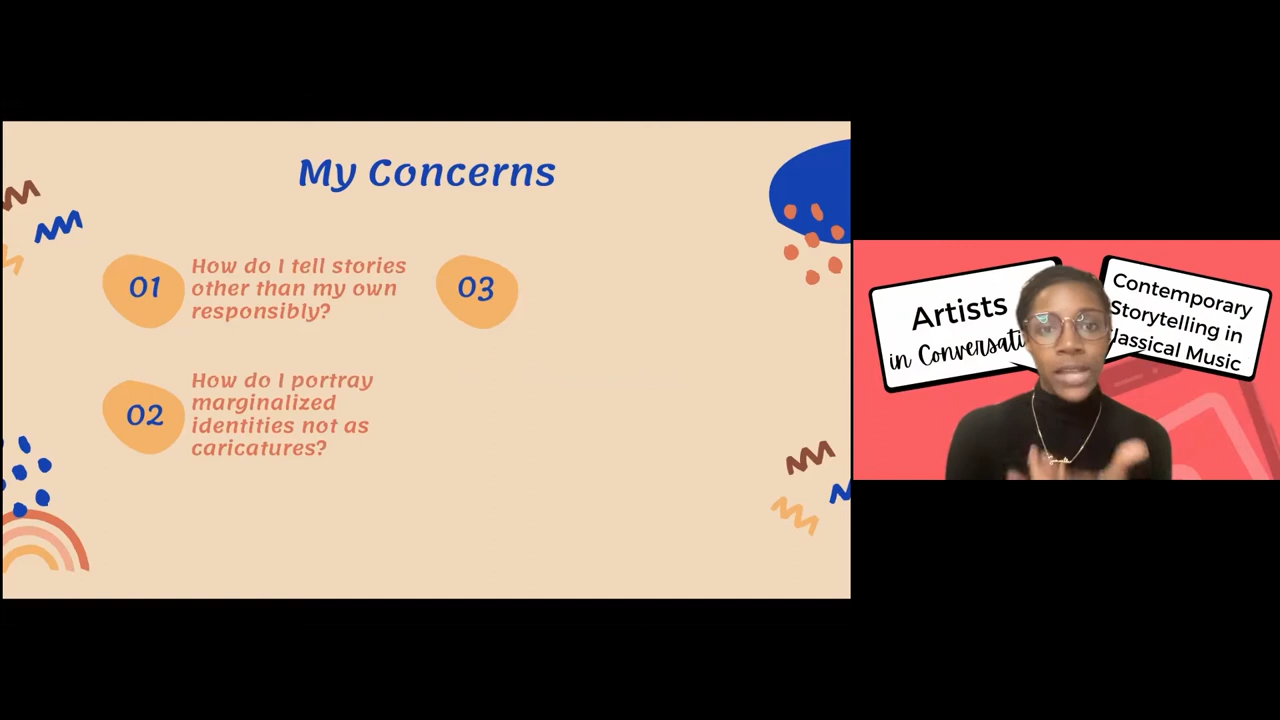 My Concerns
01
How do I tell stories
other than my own
responsibly?
02
How do I portray
marginalized
identities not as
caricatures?
03
Artists
in Conversati
Contemporary
Storytelling in
lassical Music